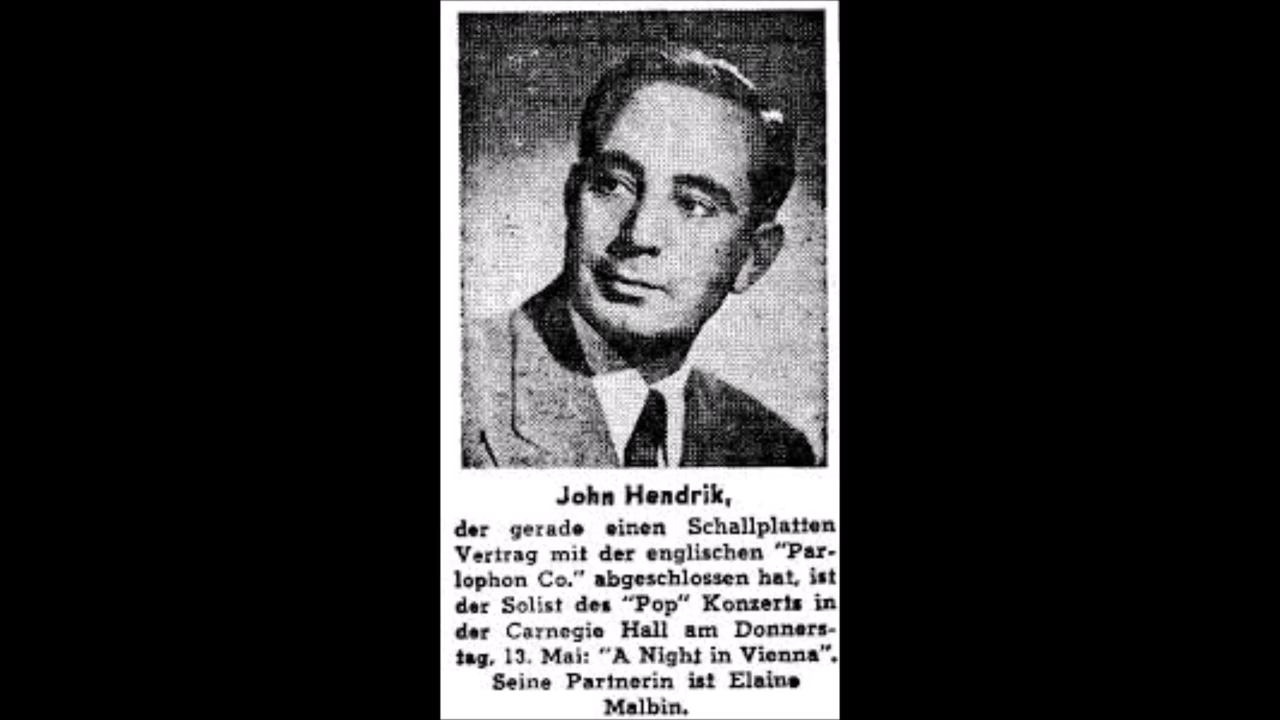 John Hendrik,
der gerade einen Schallplatten
Vertrag mit der englischen "Par-
lophon Co." abgeschlossen hat, ist
der Solist des "Pop" Konzerts in
der Carnegie Hall am Donners-
tag, 13. Mai: "A Night in Vienna".
Seine Partnerin ist Elaine
Malbin.